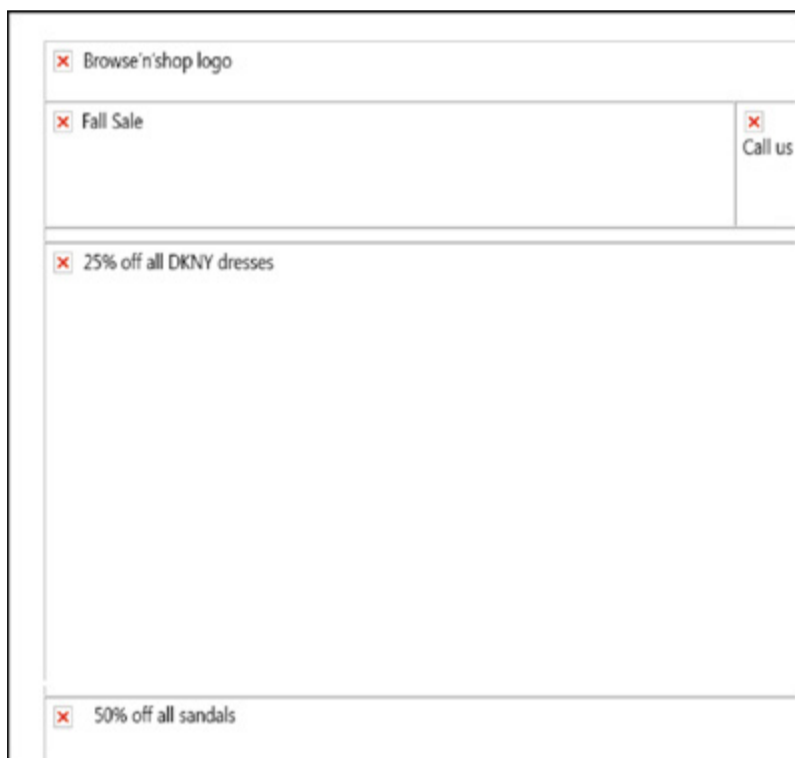 Browse'n'shop logo
Fall Sale
Call us
25% off all DKNY dresses
50% off all sandals